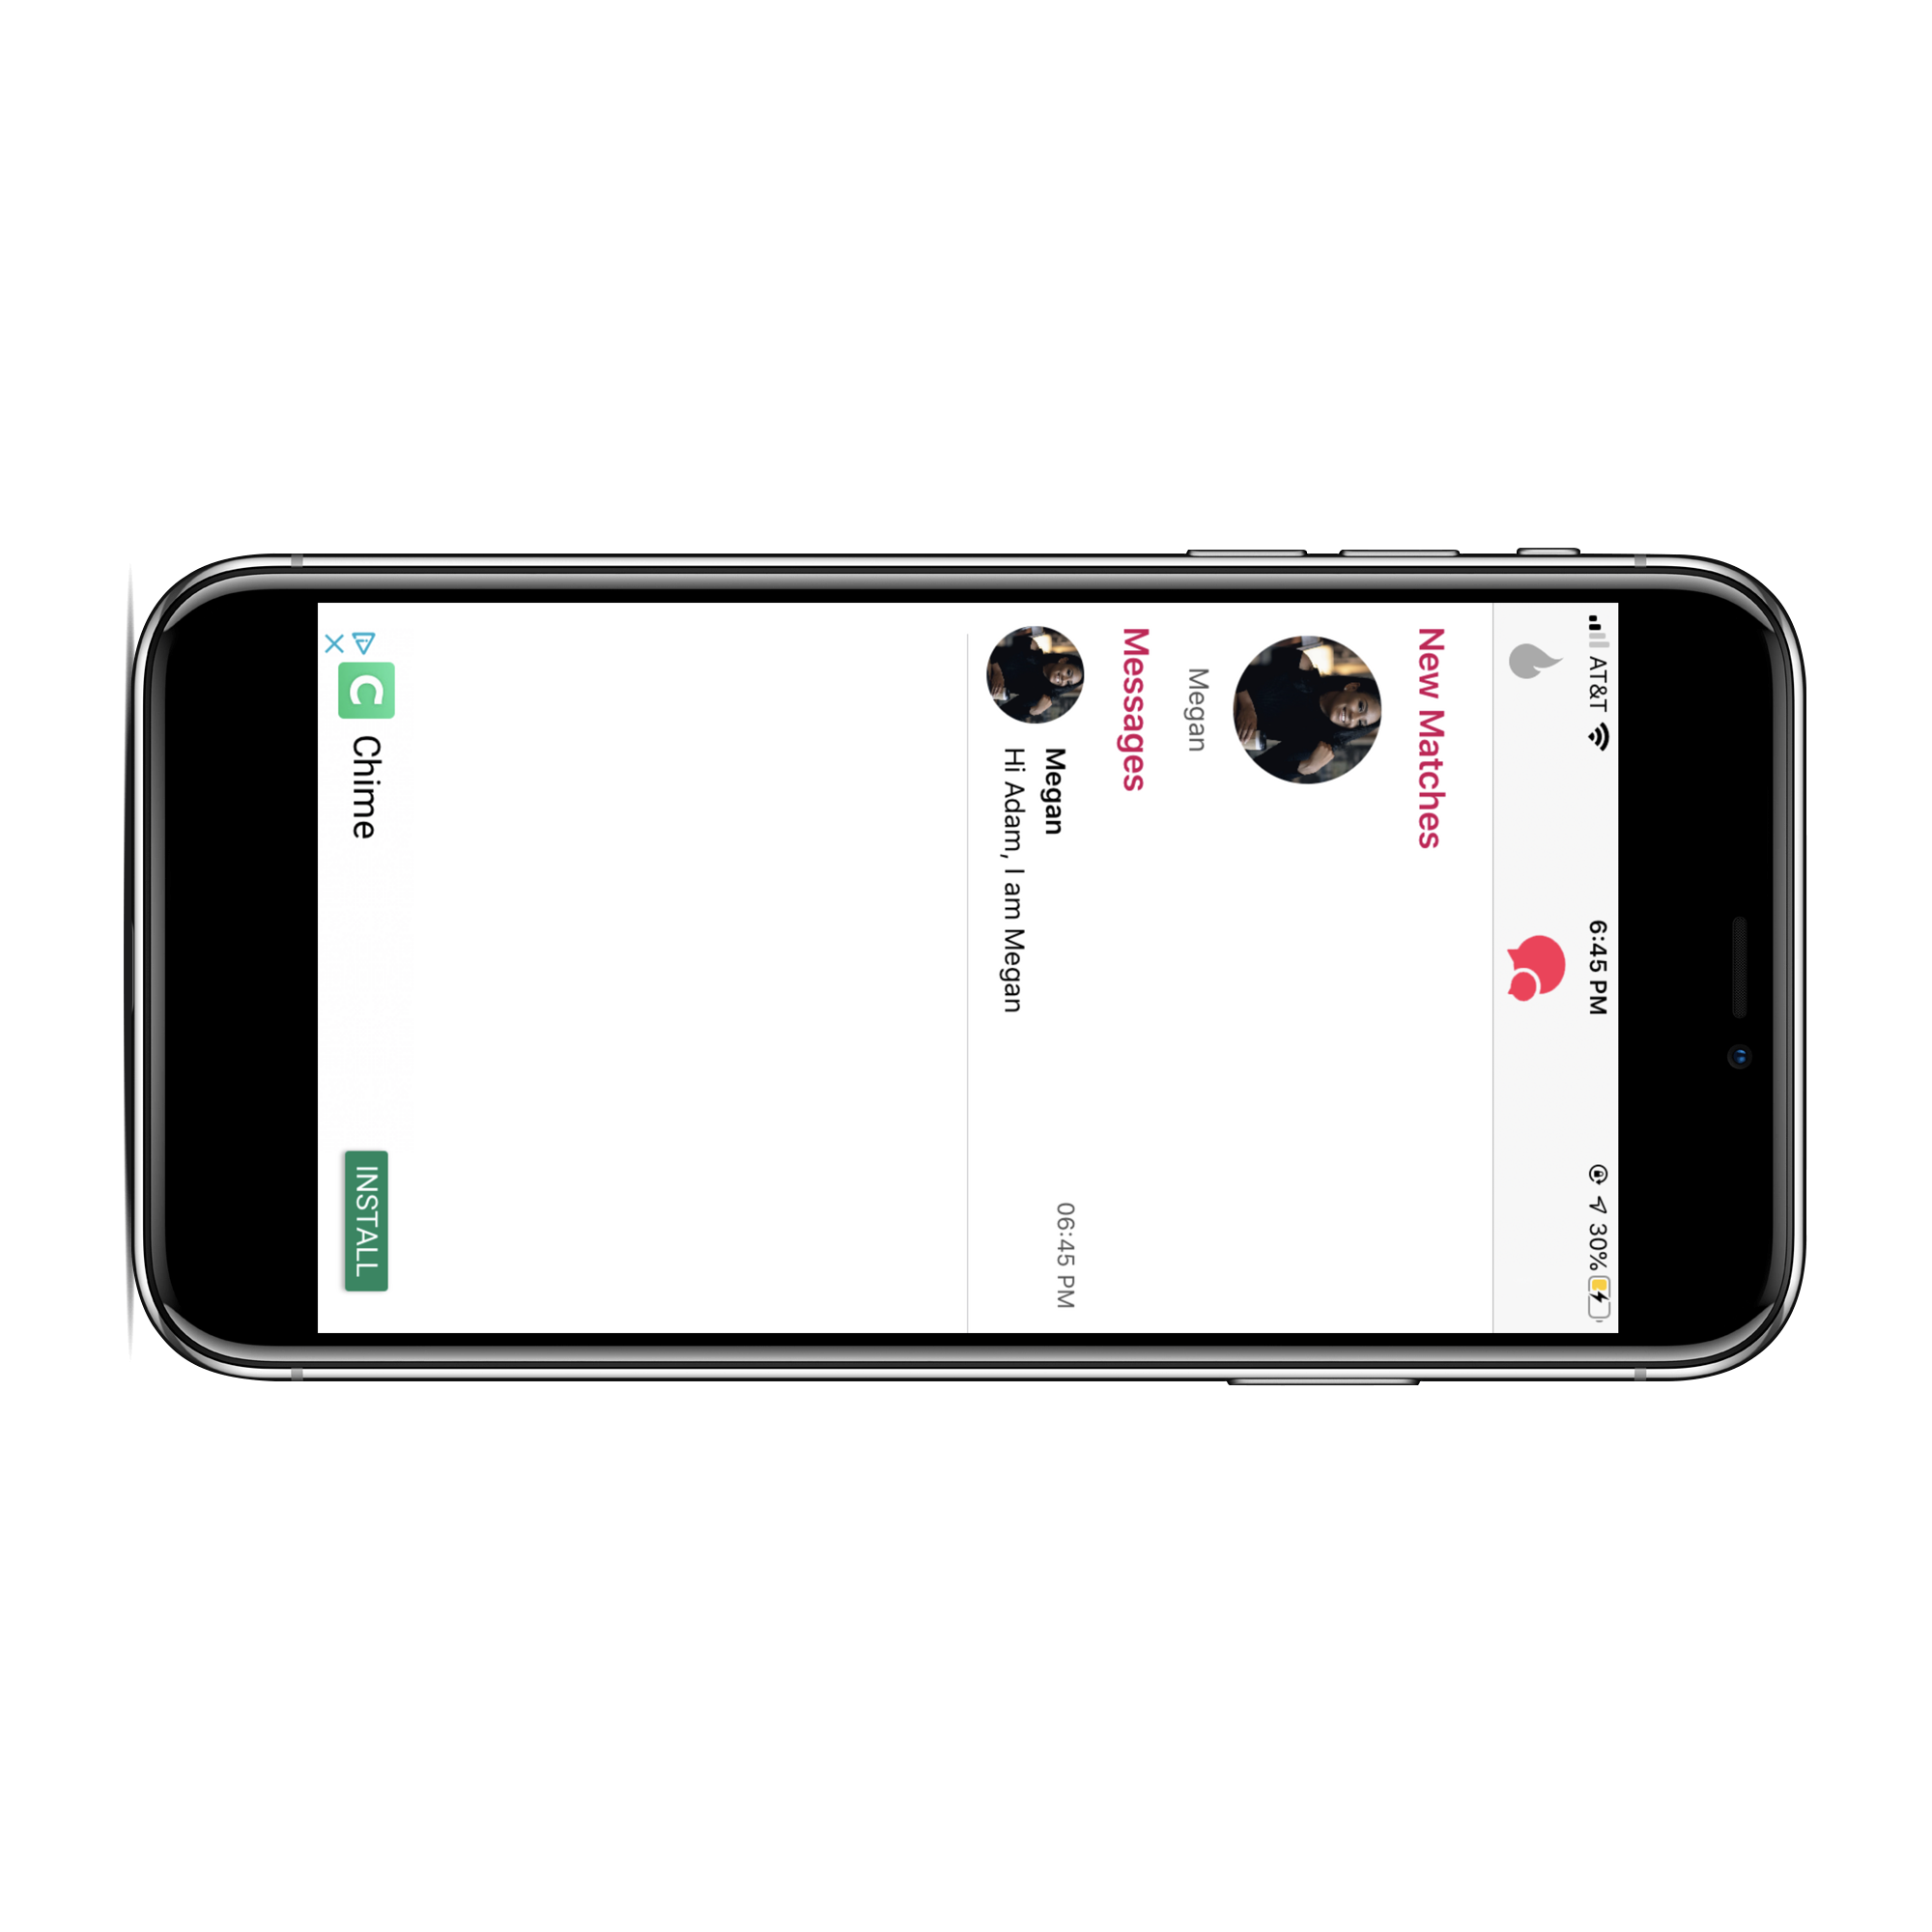 AT&T 6:45 PM 30%
New Matches
Megan
Messages
Megan 06:45 PM
Hi Adam, I am Megan
C Chime INSTALL